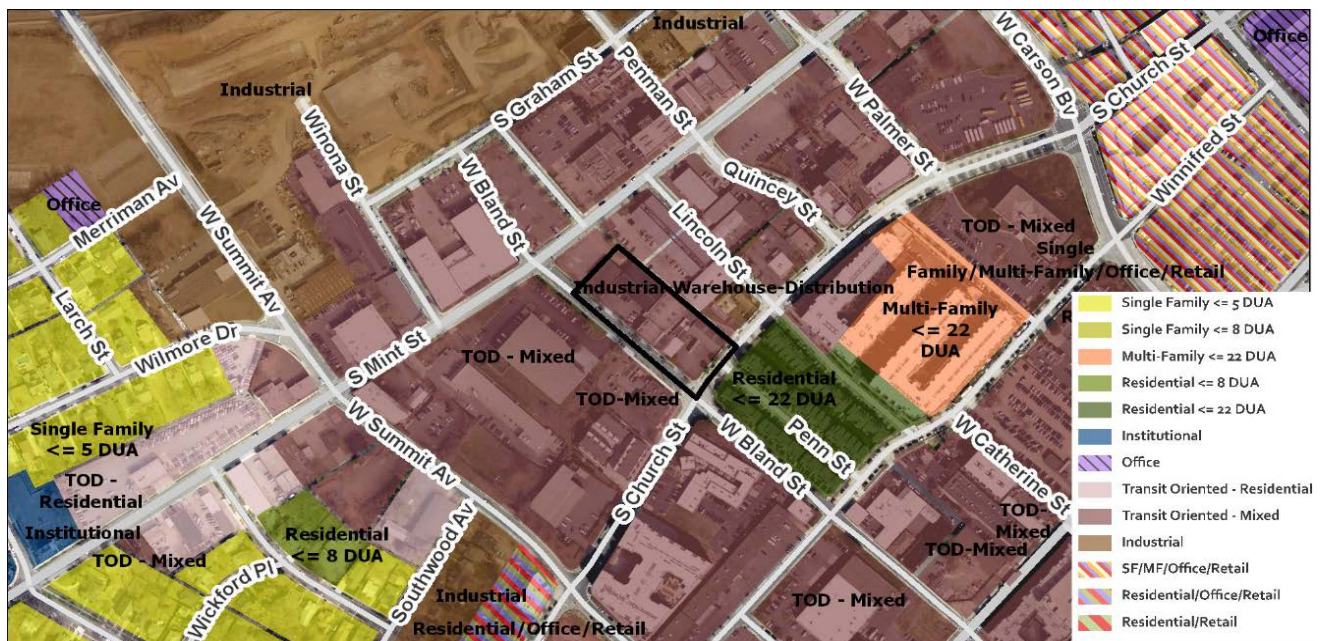 Industrial
Office
W Carson Bv
S Church St
Penman St
S Graham St
Industrial
W Palmer St
Winnifred St
Winona St
W Bland St
Office
Merriman Av
W Summit Av
Quincey St
Lincoln St
TOD - Mixed
Single
Family/Multi-Family/Office/Retail
Industrial-Warehouse-Distribution
Multi-Family
<= 22
DUA
Larch St
Wilmore Dr
S Mint St
TOD - Mixed
TOD-Mixed
Residential
<= 22 DUA
Single Family
<= 5 DUA
W Summit Av
S Church St
W Bland St
Penn St
W Catherine St
TOD -
Residential
Institutional
Residential
<= 8 DUA
TOD - Mixed
Wickford Pl
Southwood Av
Industrial
Residential/Office/Retail
TOD-
Mixed
TOD-Mixed
TOD - Mixed
R
Single Family <= 5 DUA
Single Family <= 8 DUA
Multi-Family <= 22 DUA
Residential <= 8 DUA
Residential <= 22 DUA
Institutional
Office
Transit Oriented - Residential
Transit Oriented - Mixed
Industrial
SF/MF/Office/Retail
Residential/Office/Retail
Residential/Retail